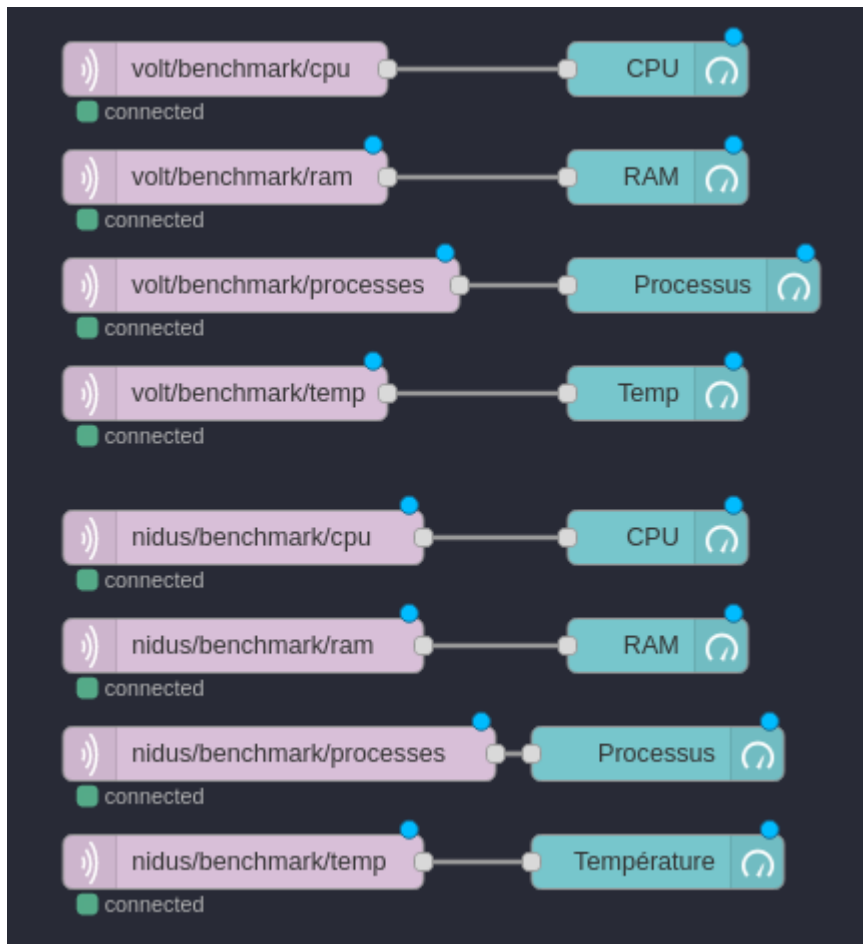 volt/benchmark/cpu CPU
connected
volt/benchmark/ram RAM
connected
volt/benchmark/processes Processus
connected
volt/benchmark/temp Temp
connected
nidus/benchmark/cpu CPU
connected
nidus/benchmark/ram RAM
connected
nidus/benchmark/processes Processus
connected
nidus/benchmark/temp Température
connected